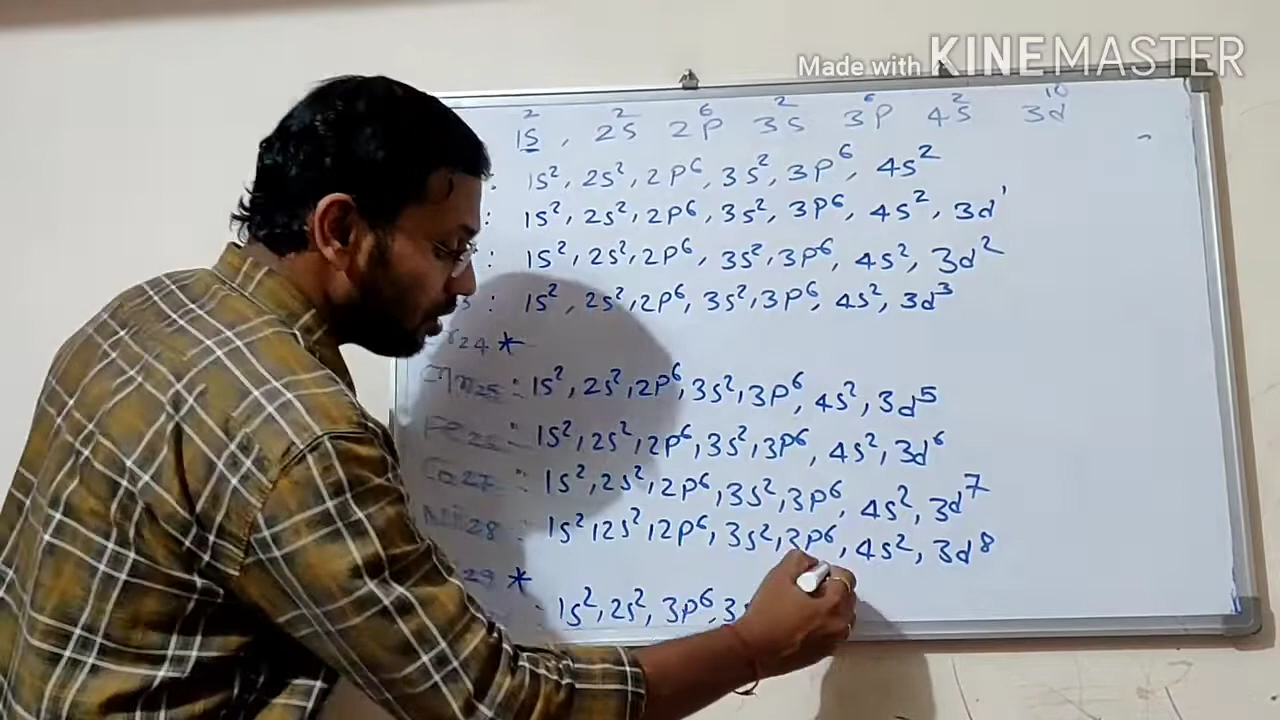 Made with KINEMASTER
1s², 2s² 2p⁶ 3s² 3p⁶ 4s² 3d¹⁰
1s², 2s², 2p⁶, 3s², 3p⁶, 4s²
: 1s², 2s², 2p⁶, 3s², 3p⁶, 4s², 3d¹
: 1s², 2s², 2p⁶, 3s², 3p⁶, 4s², 3d²
: 1s², 2s², 2p⁶, 3s², 3p⁶, 4s², 3d³
24 *
Mn25 : 1s², 2s², 2p⁶, 3s², 3p⁶, 4s², 3d⁵
Fe26 : 1s², 2s², 2p⁶, 3s², 3p⁶, 4s², 3d⁶
Co27 : 1s², 2s², 2p⁶, 3s², 3p⁶, 4s², 3d⁷
Ni28 : 1s², 2s², 2p⁶, 3s², 3p⁶, 4s², 3d⁸
29 *
: 1s², 2s², 3p⁶, 3s